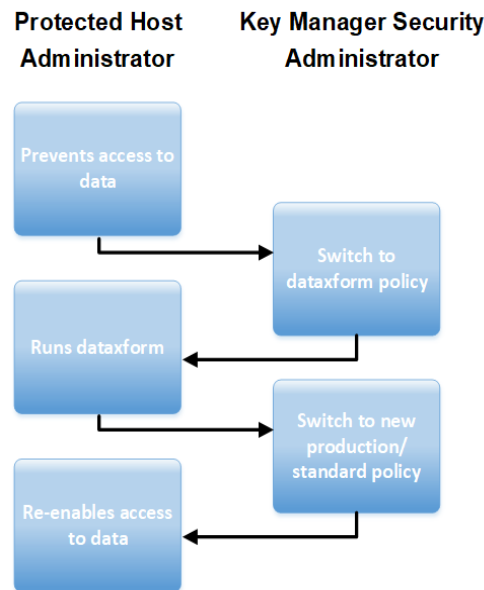 Protected Host
Administrator
Key Manager Security
Administrator
Prevents access to
data
Switch to
dataxform policy
Runs dataxform
Switch to new
production/
standard policy
Re-enables access
to data